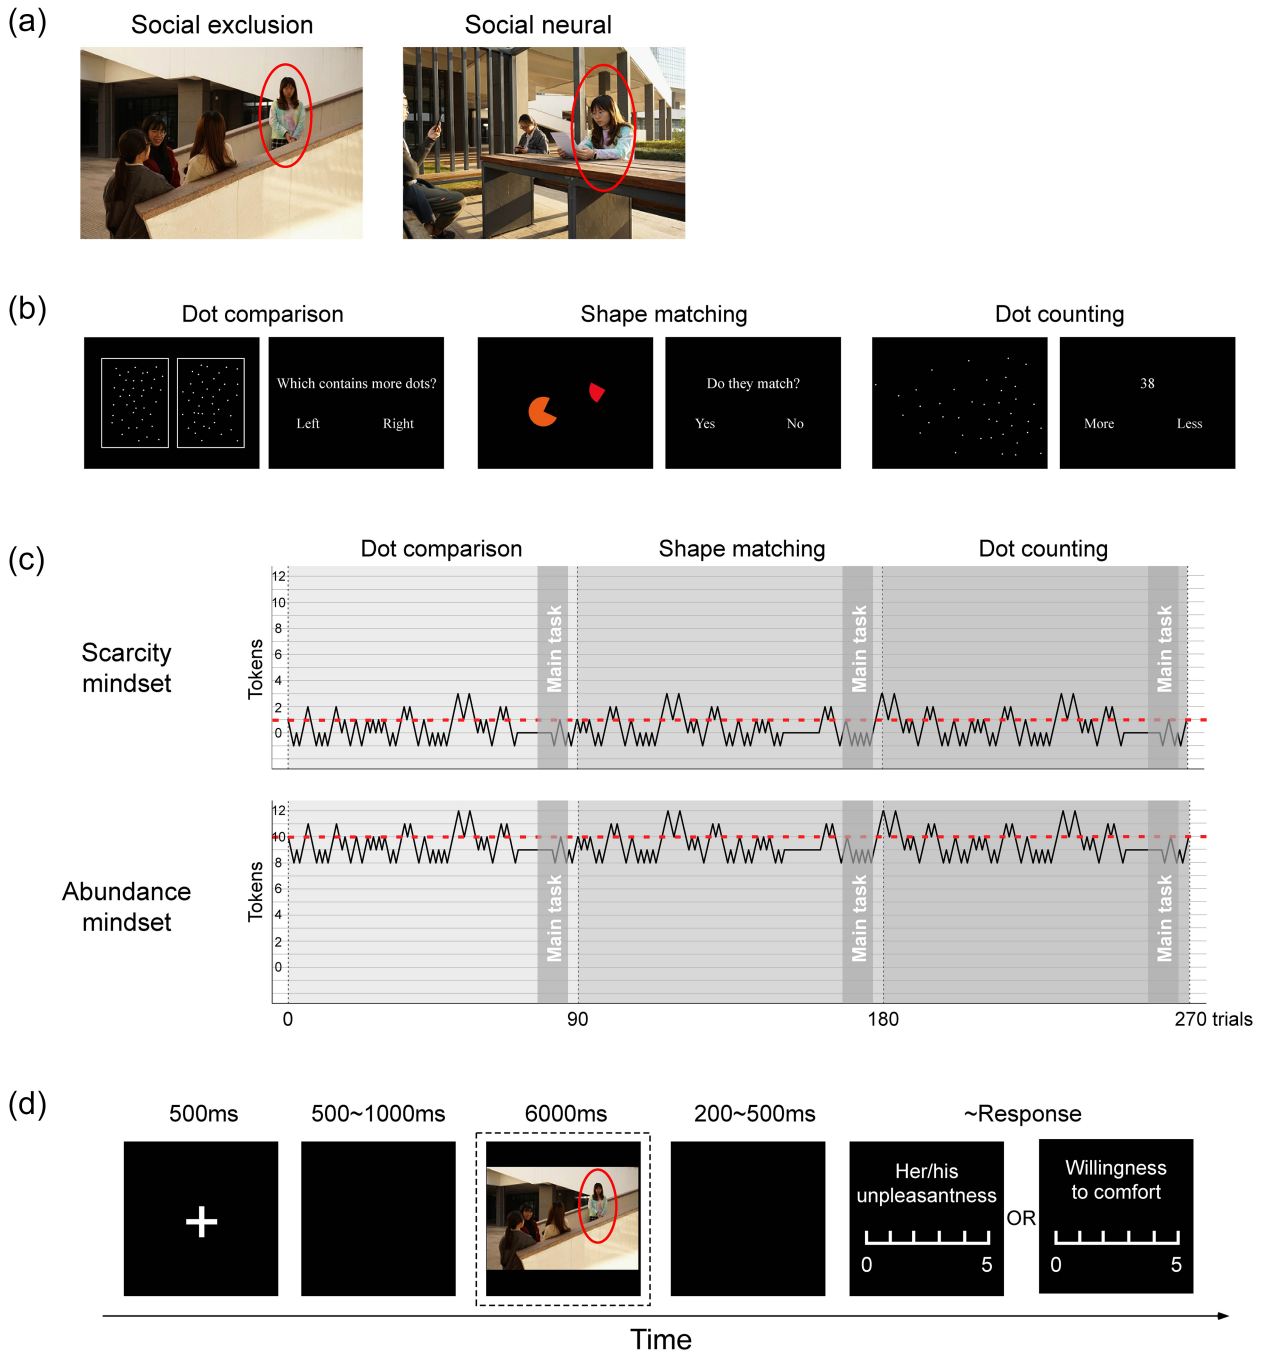 (a)
Social exclusion
Social neural
(b)
Dot comparison
Shape matching
Dot counting
Which contains more dots?
Left
Right
Do they match?
Yes
No
38
More
Less
(c)
Dot comparison
Shape matching
Dot counting
Scarcity
mindset
Tokens
12
10
8
6
4
2
0
Main task
Main task
Main task
Abundance
mindset
Tokens
12
10
8
6
4
2
0
Main task
Main task
Main task
0
90
180
270 trials
(d)
500ms
500~1000ms
6000ms
200~500ms
~Response
Her/his
unpleasantness
0
5
OR
Willingness
to comfort
0
5
Time